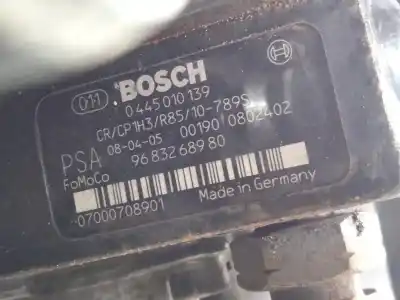 011 BOSCH
0 445 010 139
CR/CP1H3/R85/10-789S
PSA 08-04-05 00190 0802402
FoMoCo 96 832 689 80
Made in Germany
07000708901